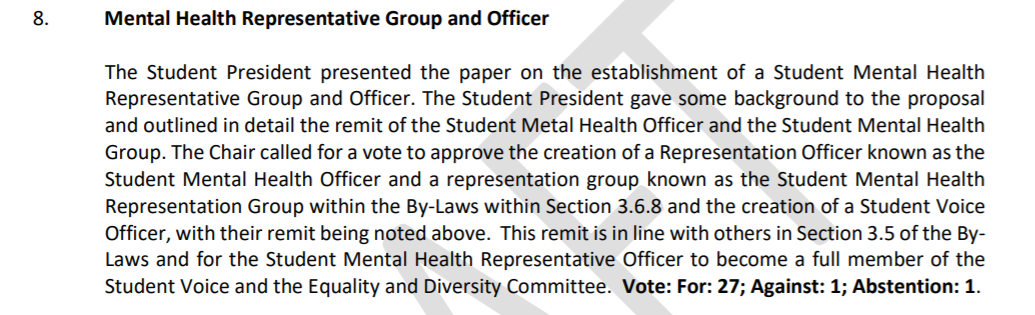 8. Mental Health Representative Group and Officer
The Student President presented the paper on the establishment of a Student Mental Health
Representative Group and Officer. The Student President gave some background to the proposal
and outlined in detail the remit of the Student Metal Health Officer and the Student Mental Health
Group. The Chair called for a vote to approve the creation of a Representation Officer known as the
Student Mental Health Officer and a representation group known as the Student Mental Health
Representation Group within the By-Laws within Section 3.6.8 and the creation of a Student Voice
Officer, with their remit being noted above. This remit is in line with others in Section 3.5 of the By-
Laws and for the Student Mental Health Representative Officer to become a full member of the
Student Voice and the Equality and Diversity Committee. Vote: For: 27; Against: 1; Abstention: 1.